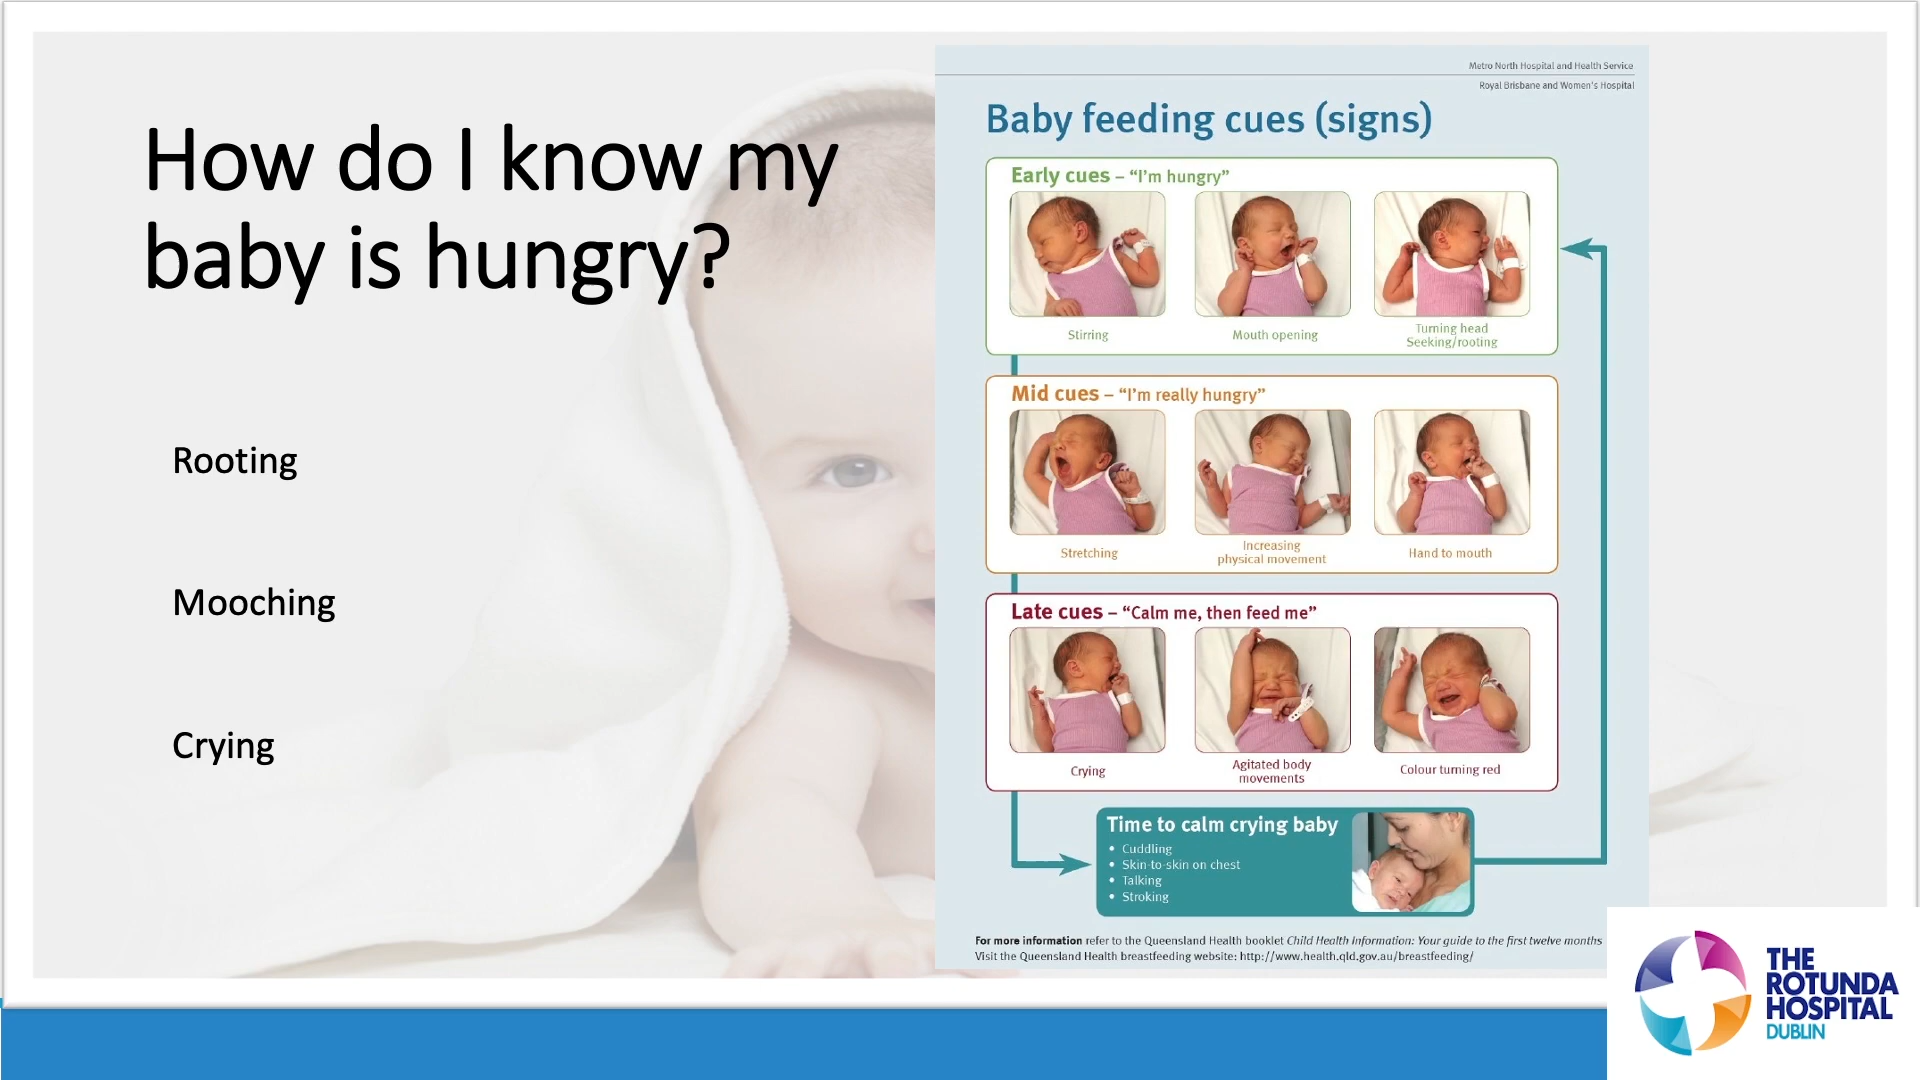 How do I know my
baby is hungry?
Rooting
Mooching
Crying
Metro North Hospital and Health Service
Royal Brisbane and Women's Hospital
Baby feeding cues (signs)
Early cues – “I'm hungry”
Stirring
Mouth opening
Turning head
Seeking/rooting
Mid cues – “I'm really hungry”
Stretching
Increasing
physical movement
Hand to mouth
Late cues – “Calm me, then feed me”
Crying
Agitated body
movements
Colour turning red
Time to calm crying baby
• Cuddling
• Skin-to-skin on chest
• Talking
• Stroking
For more information refer to the Queensland Health booklet Child Health Information: Your guide to the first twelve months
Visit the Queensland Health breastfeeding website: http://www.health.qld.gov.au/breastfeeding/
THE
ROTUNDA
HOSPITAL
DUBLIN